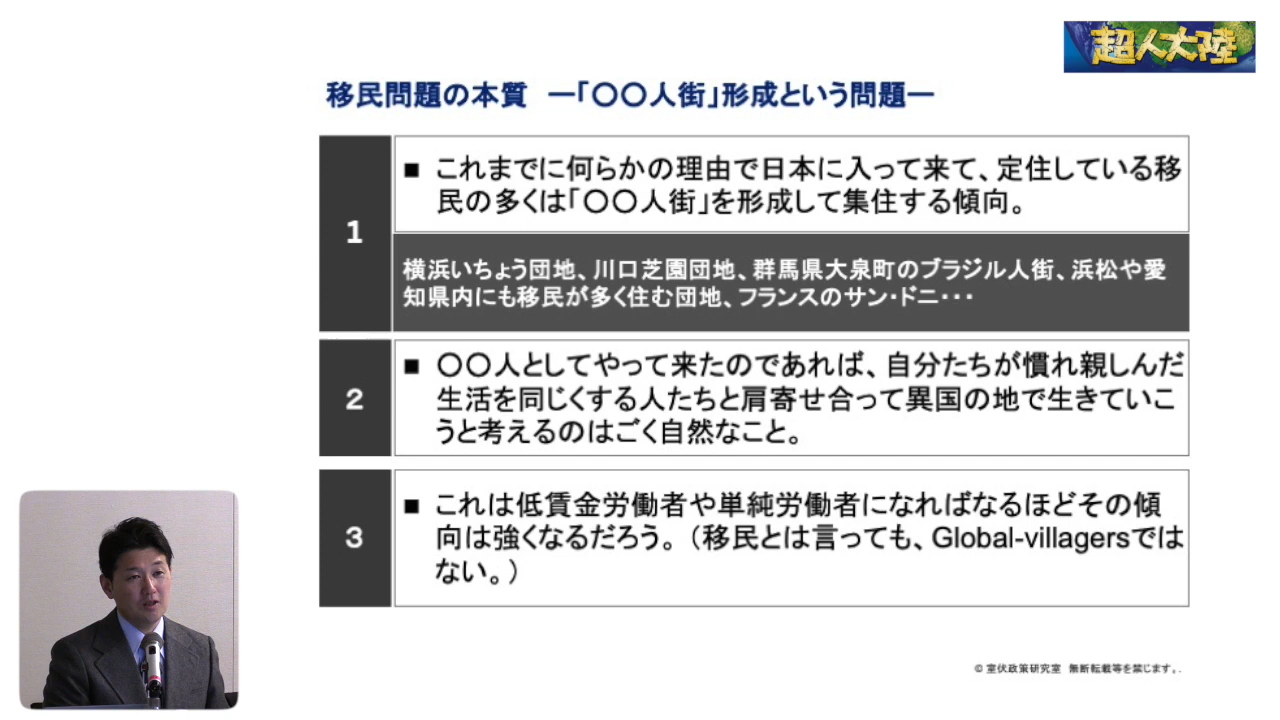 超人大陸
移民問題の本質 ー「〇〇人街」形成という問題ー
1
■ これまでに何らかの理由で日本に入って来て、定住している移
民の多くは「〇〇人街」を形成して集住する傾向。
横浜いちょう団地、川口芝園団地、群馬県大泉町のブラジル人街、浜松や愛
知県内にも移民が多く住む団地、フランスのサン・ドニ・・・
2
■ 〇〇人としてやって来たのであれば、自分たちが慣れ親しんだ
生活を同じくする人たちと肩寄せ合って異国の地で生きていこ
うと考えるのはごく自然なこと。
3
■ これは低賃金労働者や単純労働者になればなるほどその傾
向は強くなるだろう。（移民とは言っても、Global-villagersでは
ない。）
© 室伏政策研究室 無断転載等を禁じます。.